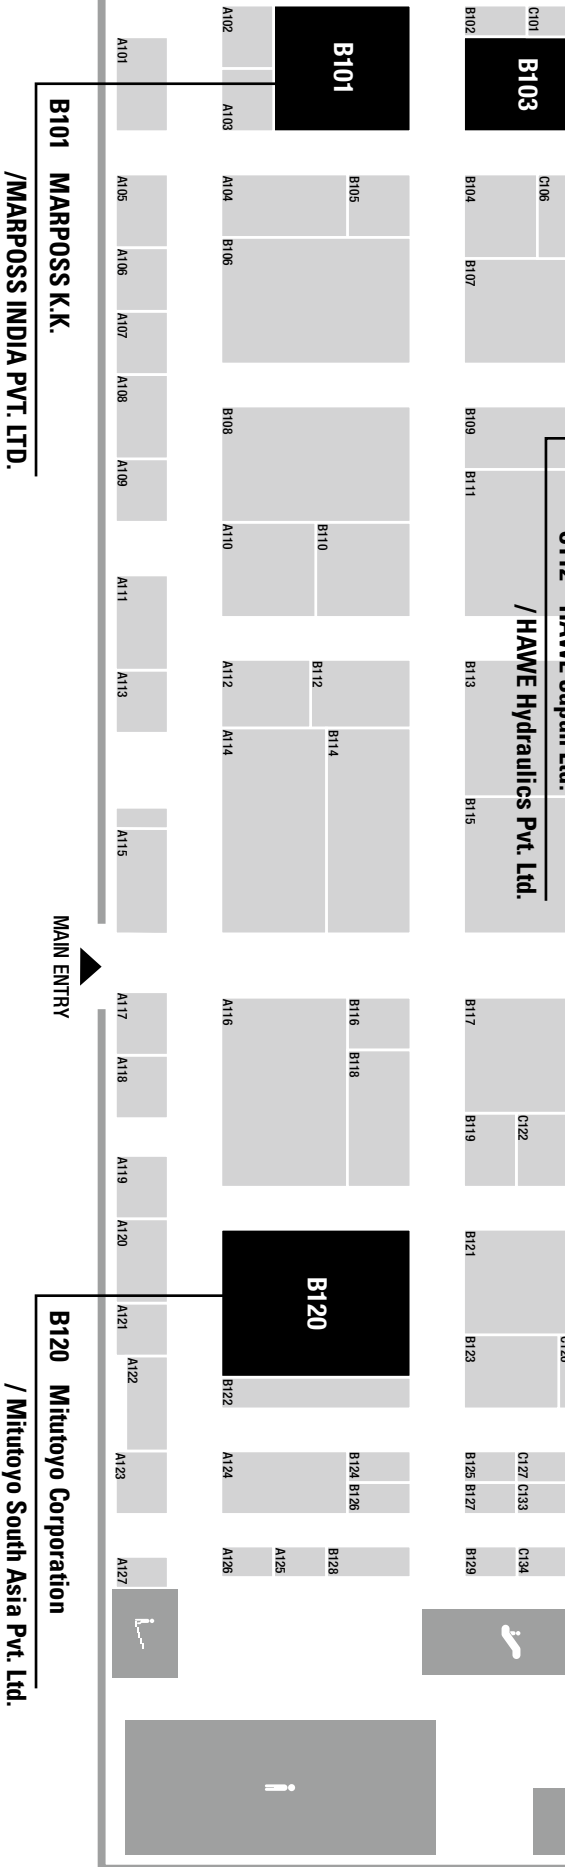 A101
A102
A103
B101
B102
C101
B103
B101 MARPOSS K.K.
/MARPOSS INDIA PVT. LTD.
A105
A104
B105
B104
C106
A106
B106
B107
A107
A108
B108
B109
A109
B111
A110
B110
A111
/ HAWE Hydraulics Pvt. Ltd.
A112
B112
B113
A113
A114
B114
B115
A115
MAIN ENTRY
A117
A116
B116
B117
A118
B118
B119
C122
A119
A120
B120
B121
A121
B120 Mitutoyo Corporation
/ Mitutoyo South Asia Pvt. Ltd.
B123
A122
B122
A123
A124
B124
B125
C127
B126
B127
C133
A127
A126
A125
B128
B129
C134